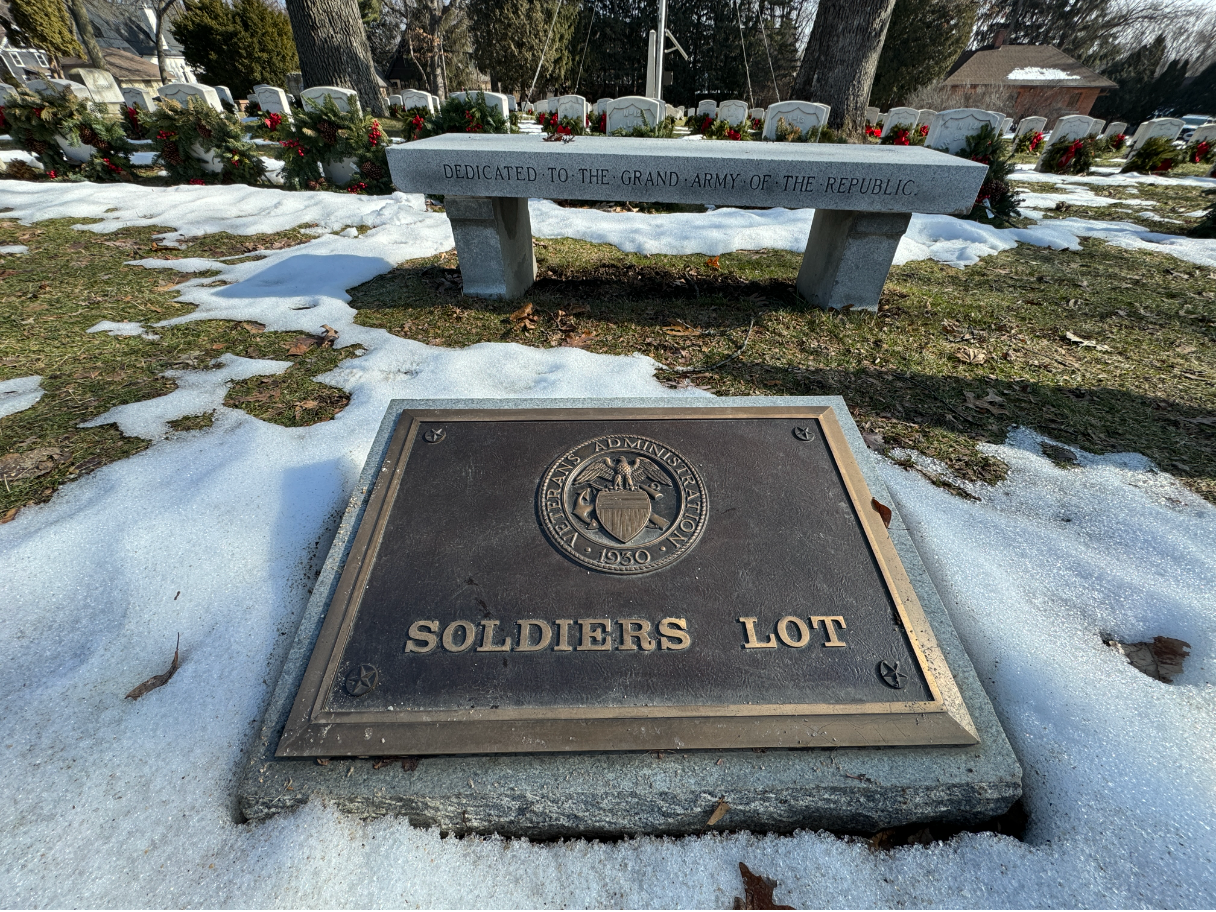 DEDICATED·TO·THE·GRAND·ARMY·OF·THE·REPUBLIC.
VETERANS ADMINISTRATION
·1930·
SOLDIERS LOT